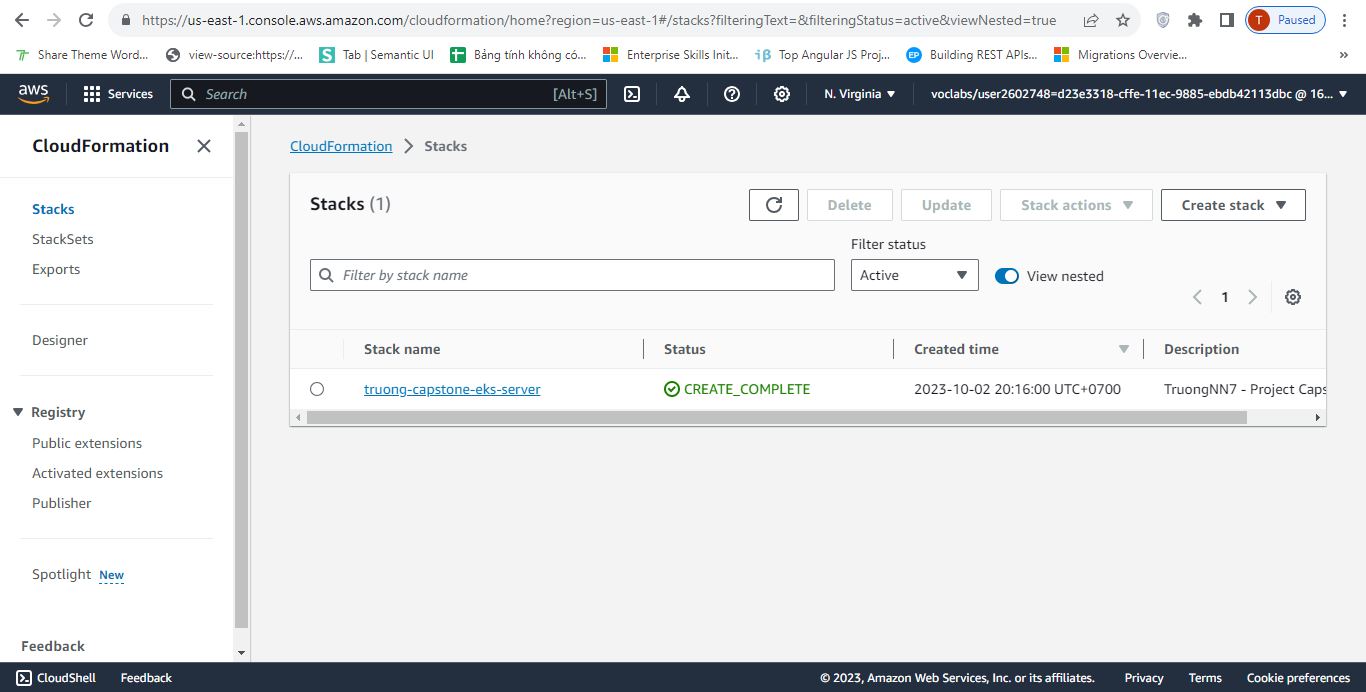 https://us-east-1.console.aws.amazon.com/cloudformation/home?region=us-east-1#/stacks?filteringText=&filteringStatus=active&viewNested=true
T Paused
Share Theme Word...
view-source:https://...
S Tab | Semantic UI
Bảng tính không có...
Enterprise Skills Init...
iβ Top Angular JS Proj...
EP Building REST APIs...
Migrations Overvie...
»
aws
Services
Search [Alt+S]
N. Virginia
voclabs/user2602748=d23e3318-cffe-11ec-9885-ebdb42113dbc @ 16...
CloudFormation
Stacks
StackSets
Exports
Designer
Registry
Public extensions
Activated extensions
Publisher
Spotlight New
Feedback
CloudFormation > Stacks
Stacks (1)
Delete
Update
Stack actions
Create stack
Filter status
Filter by stack name
Active
View nested
1
Stack name Status Created time Description
truong-capstone-eks-server CREATE_COMPLETE 2023-10-02 20:16:00 UTC+0700 TruongNN7 - Project Caps
CloudShell Feedback © 2023, Amazon Web Services, Inc. or its affiliates. Privacy Terms Cookie preferences